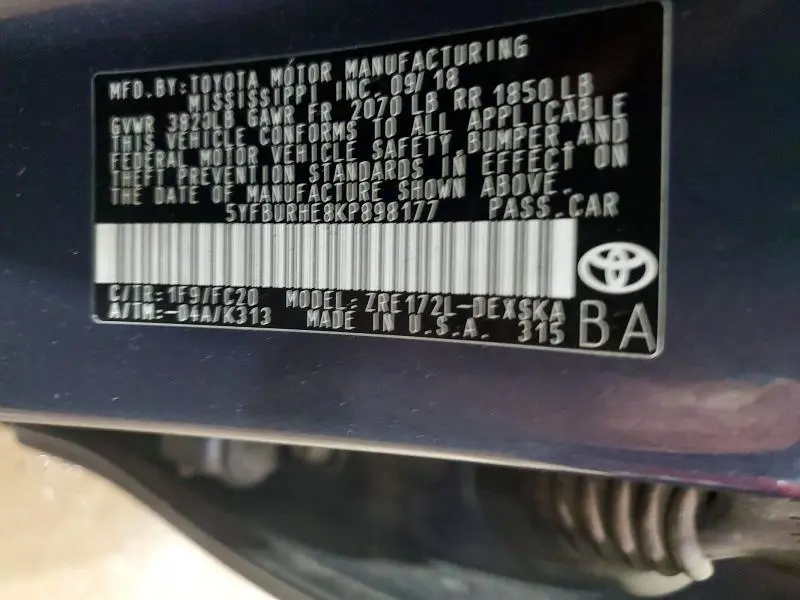 MFD.BY: TOYOTA MOTOR MANUFACTURING
MISSISSIPPI INC. 09/18
GVWR 3820LB GAWR FR 2070 LB RR 1850 LB
THIS VEHICLE CONFORMS TO ALL APPLICABLE
FEDERAL MOTOR VEHICLE SAFETY,BUMPER,AND
THEFT PREVENTION STANDARDS IN EFFECT ON
THE DATE OF MANUFACTURE SHOWN ABOVE.
5YFBURHE8KP898177 PASS.CAR
C/TR: 1F9/FC20 MODEL: ZRE172L-DEXSKA
A/TM:-04A/K313 MADE IN U.S.A. 315 BA